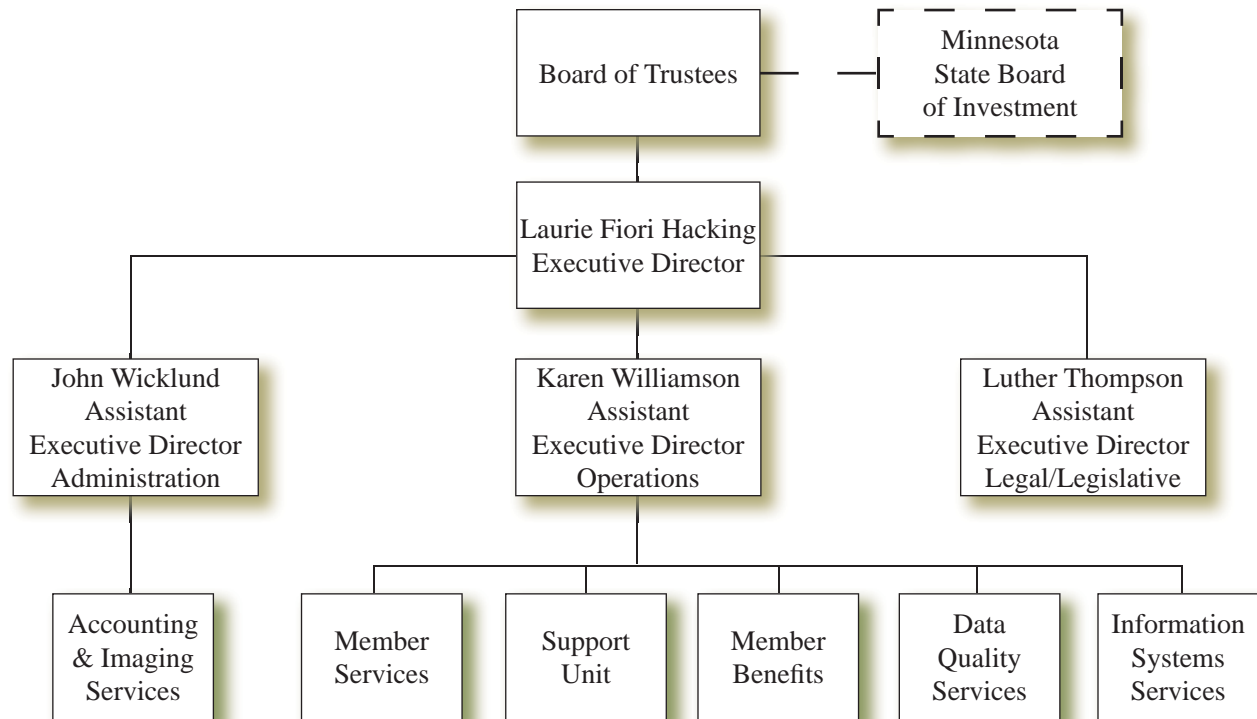 Board of Trustees
Minnesota
State Board
of Investment
Laurie Fiori Hacking
Executive Director
John Wicklund
Assistant
Executive Director
Administration
Karen Williamson
Assistant
Executive Director
Operations
Luther Thompson
Assistant
Executive Director
Legal/Legislative
Accounting
& Imaging
Services
Member
Services
Support
Unit
Member
Benefits
Data
Quality
Services
Information
Systems
Services